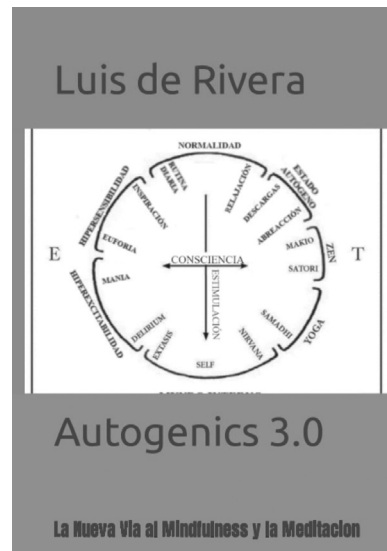 Luis de Rivera
NORMALIDAD
RUTINA
DIARIA
RELAJACIÓN
ESTADO
AUTÓGENO
HIPERSENSIBILIDAD
INSPIRACIÓN
DESCARGAS
ABREACCIÓN
EUFORIA
MAKIO
ZEN
E
CONSCIENCIA
T
SATORI
MANIA
ESTIMULACIÓN
HIPEREXCITABILIDAD
DELIRIUM
SAMADHI
YOGA
EXTASIS
NIRVANA
SELF
Autogenics 3.0
La Nueva Via al Mindfulness y la Meditacion